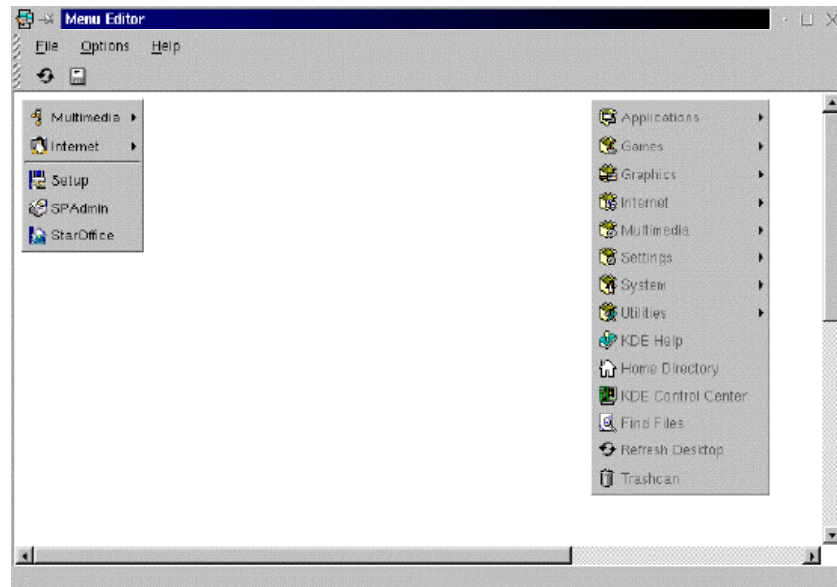 Menu Editor
File Options Help
Multimedia
Internet
Setup
SPAdmin
StarOffice
Applications
Games
Graphics
Internet
Multimedia
Settings
System
Utilities
KDE Help
Home Directory
KDE Control Center
Find Files
Refresh Desktop
Trashcan